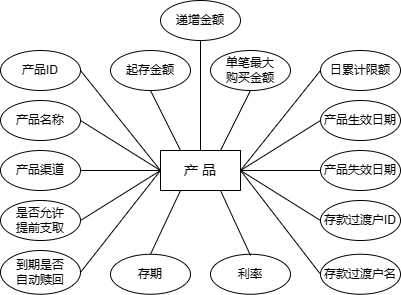 递增金额
产品ID
起存金额
单笔最大
购买金额
日累计限额
产品名称
产品生效日期
产品渠道
产品
产品失效日期
是否允许
提前支取
存款过渡户ID
到期是否
自动赎回
存期
利率
存款过渡户名